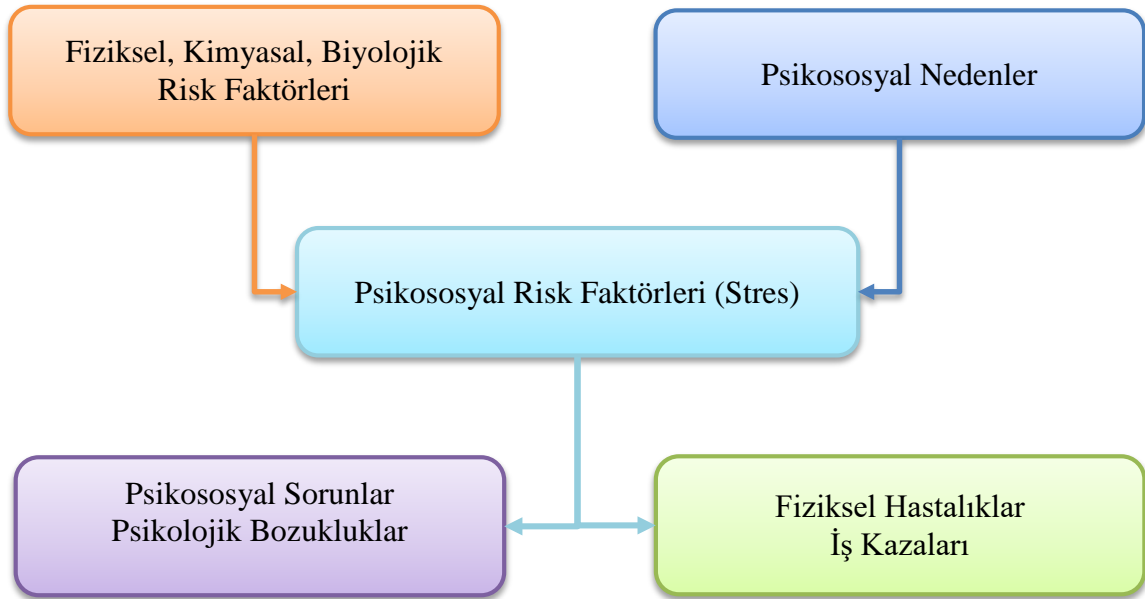 Fiziksel, Kimyasal, Biyolojik
Risk Faktörleri
Psikososyal Nedenler
Psikososyal Risk Faktörleri (Stres)
Psikososyal Sorunlar
Psikolojik Bozukluklar
Fiziksel Hastalıklar
İş Kazaları